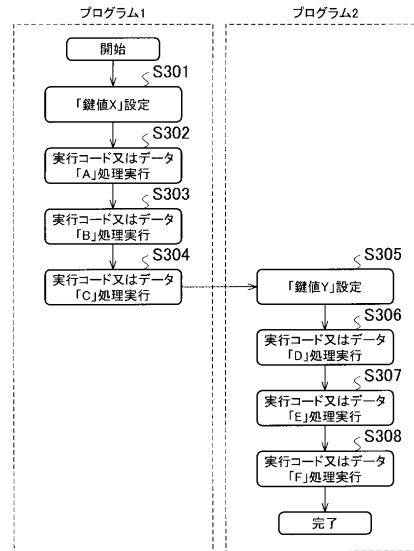 プログラム1
開始
S301
「鍵値X」設定
S302
実行コード又はデータ
「A」処理実行
S303
実行コード又はデータ
「B」処理実行
S304
実行コード又はデータ
「C」処理実行
プログラム2
S305
「鍵値Y」設定
S306
実行コード又はデータ
「D」処理実行
S307
実行コード又はデータ
「E」処理実行
S308
実行コード又はデータ
「F」処理実行
完了